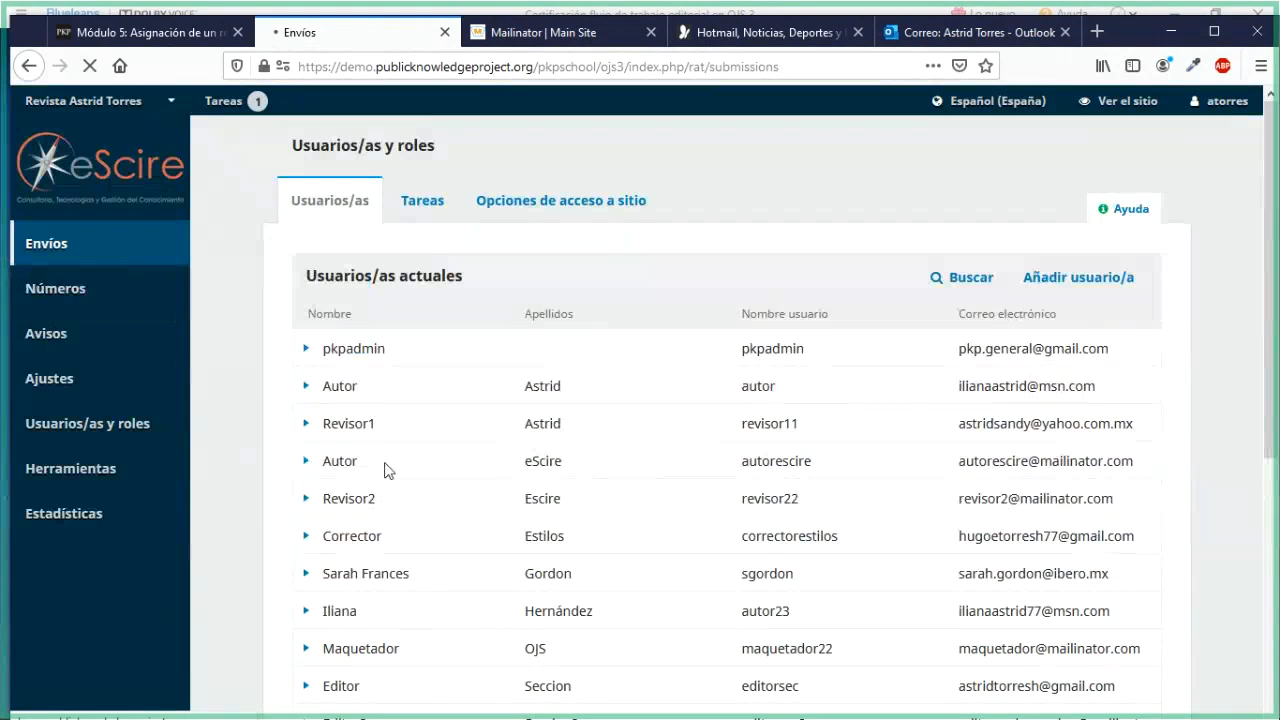 Módulo 5: Asignación de un r
Envíos
Mailinator | Main Site
Hotmail, Noticias, Deportes y
Correo: Astrid Torres - Outlook
https://demo.publicknowledgeproject.org/pkpschool/ojs3/index.php/rat/submissions
Revista Astrid Torres
Tareas 1
Español (España)
Ver el sitio
atorres
eScire
Consultoría, Tecnologías y Gestión del Conocimiento
Envíos
Números
Avisos
Ajustes
Usuarios/as y roles
Herramientas
Estadísticas
Usuarios/as y roles
Usuarios/as Tareas Opciones de acceso a sitio
Ayuda
Usuarios/as actuales Buscar Añadir usuario/a
Nombre Apellidos Nombre usuario Correo electrónico
pkpadmin pkpadmin pkp.general@gmail.com
Autor Astrid autor ilianaastrid@msn.com
Revisor1 Astrid revisor11 astridsandy@yahoo.com.mx
Autor eScire autorescire autorescire@mailinator.com
Revisor2 Escire revisor22 revisor2@mailinator.com
Corrector Estilos correctorestilos hugoetorresh77@gmail.com
Sarah Frances Gordon sgordon sarah.gordon@ibero.mx
Iliana Hernández autor23 ilianaastrid77@msn.com
Maquetador OJS maquetador22 maquetador@mailinator.com
Editor Seccion editorsec astridtorresh@gmail.com